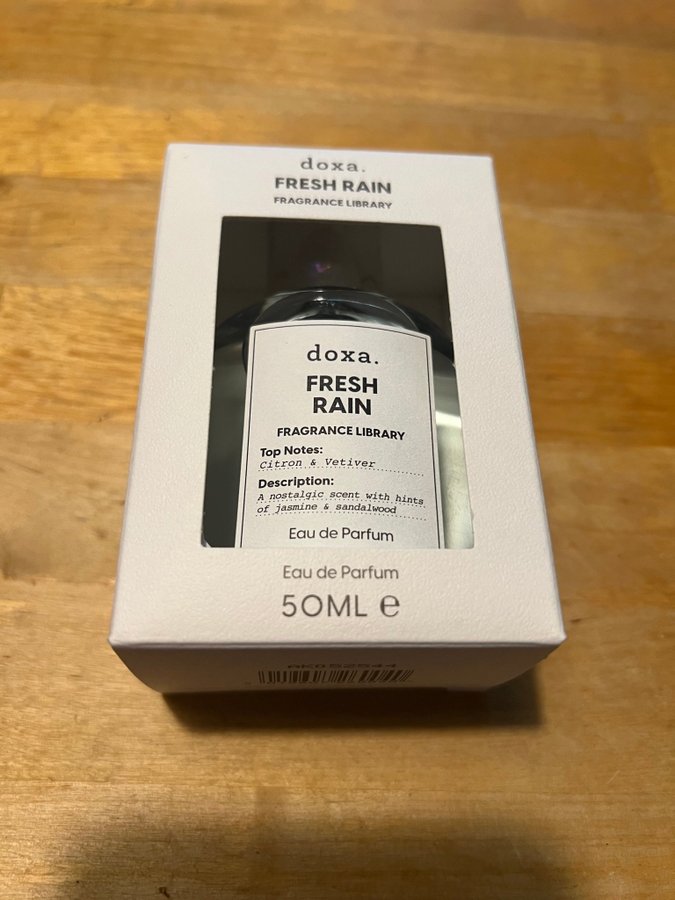 doxa.
FRESH RAIN
FRAGRANCE LIBRARY
doxa.
FRESH
RAIN
FRAGRANCE LIBRARY
Top Notes:
Citron & Vetiver
Description:
A nostalgic scent with hints
of jasmine & sandalwood
Eau de Parfum
Eau de Parfum
50ML ℮